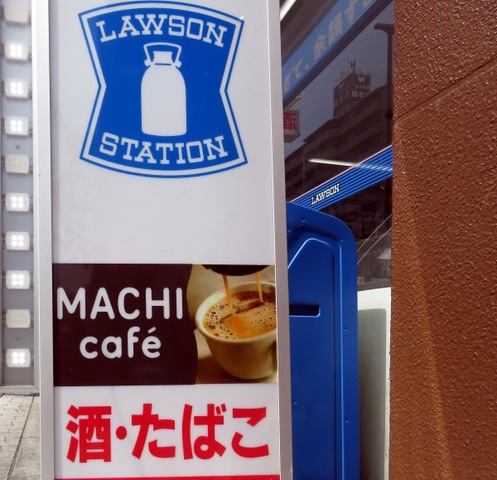 LAWSON
STATION
MACHI
café
酒・たばこ
LAWSON